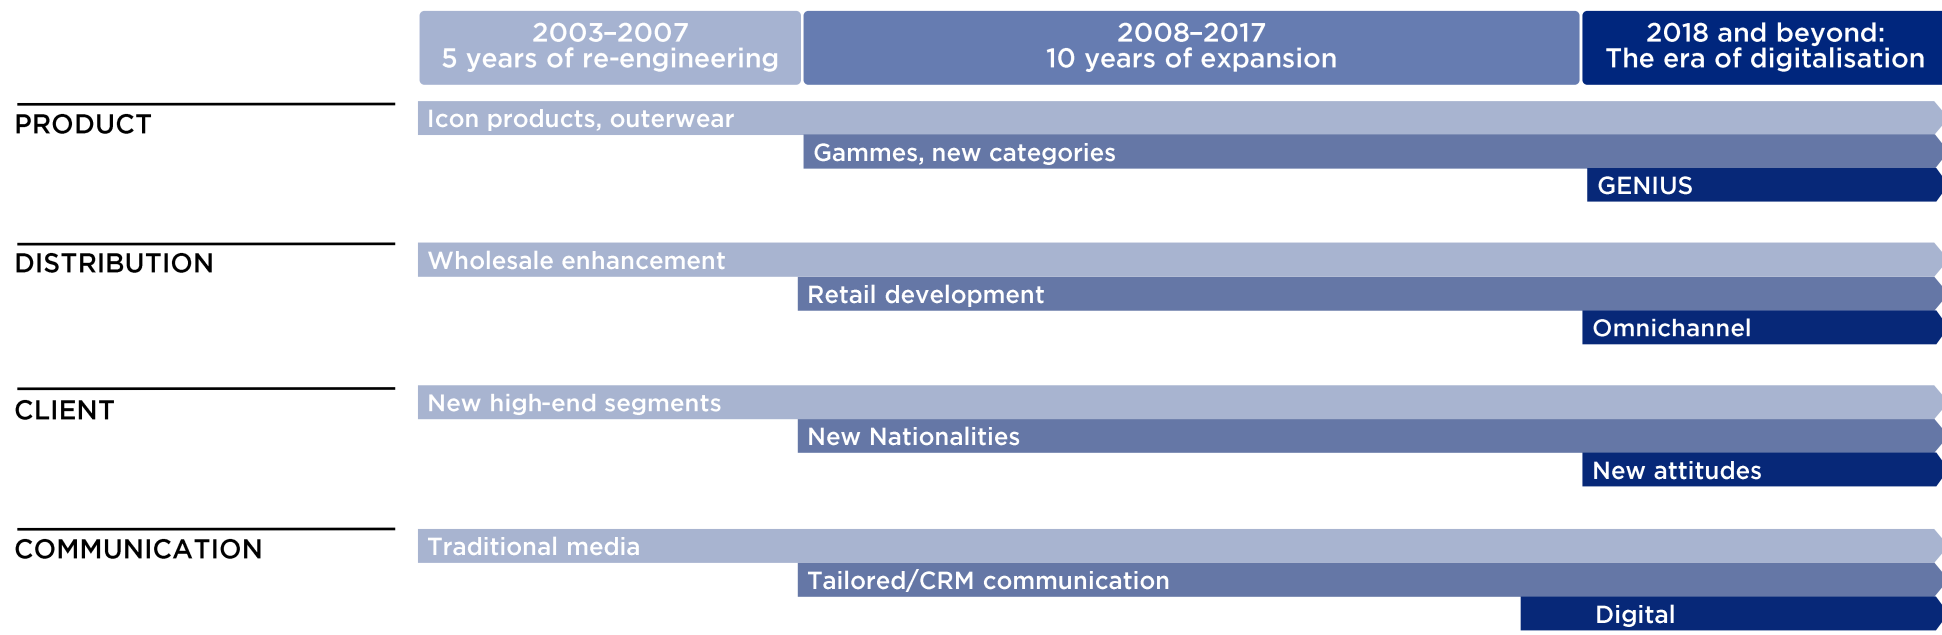 2003–2007
5 years of re-engineering
2008–2017
10 years of expansion
2018 and beyond:
The era of digitalisation
PRODUCT
Icon products, outerwear
Gammes, new categories
GENIUS
DISTRIBUTION
Wholesale enhancement
Retail development
Omnichannel
CLIENT
New high-end segments
New Nationalities
New attitudes
COMMUNICATION
Traditional media
Tailored/CRM communication
Digital